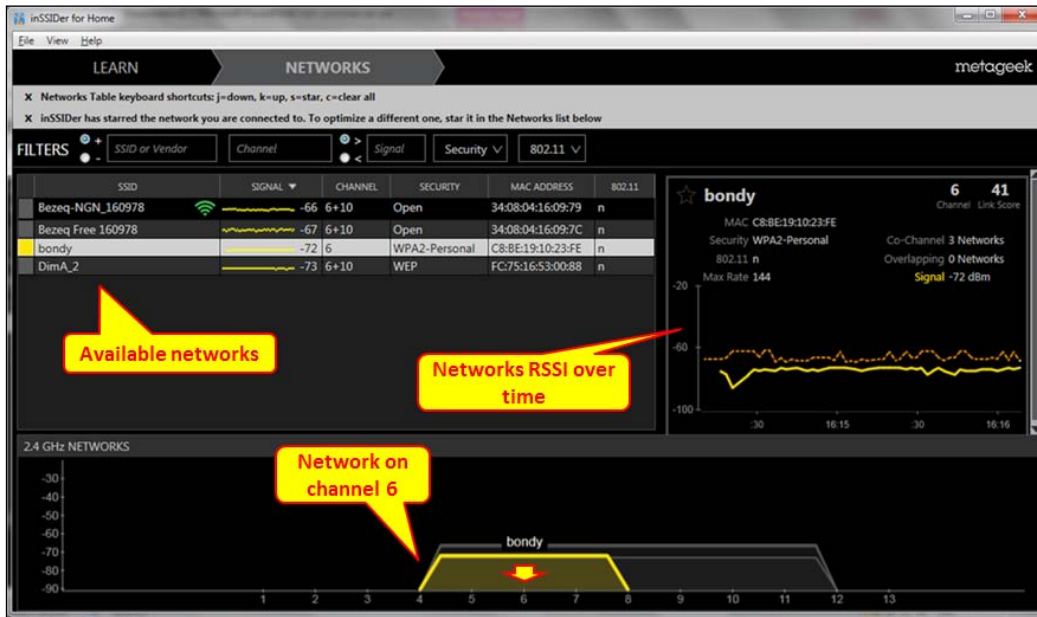 inSSIDer for Home
File View Help
LEARN NETWORKS metageek
x Networks Table keyboard shortcuts: j=down, k=up, s=star, c=clear all
x inSSIDer has starred the network you are connected to. To optimize a different one, star it in the Networks list below
FILTERS + - SSID or Vendor Channel > < Signal Security 802.11
SSID SIGNAL CHANNEL SECURITY MAC ADDRESS 802.11
Bezeq-NGN_160978 -66 6+10 Open 34:08:04:16:09:79 n
Bezeq Free 160978 -67 6+10 Open 34:08:04:16:09:7C n
bondy -72 6 WPA2-Personal C8:BE:19:10:23:FE n
DimA_2 -73 6+10 WEP FC:75:16:53:00:88 n
Available networks
bondy 6 41
Channel Link Score
MAC C8:BE:19:10:23:FE
Security WPA2-Personal Co-Channel 3 Networks
802.11 n Overlapping 0 Networks
Max Rate 144 Signal -72 dBm
-20
-60
-100
:30 16:15 :30 16:16
Networks RSSI over
time
2.4 GHz NETWORKS
Network on
channel 6
-30
-40
-50
-60
-70
-80
-90
bondy
1 2 3 4 5 6 7 8 9 10 11 12 13